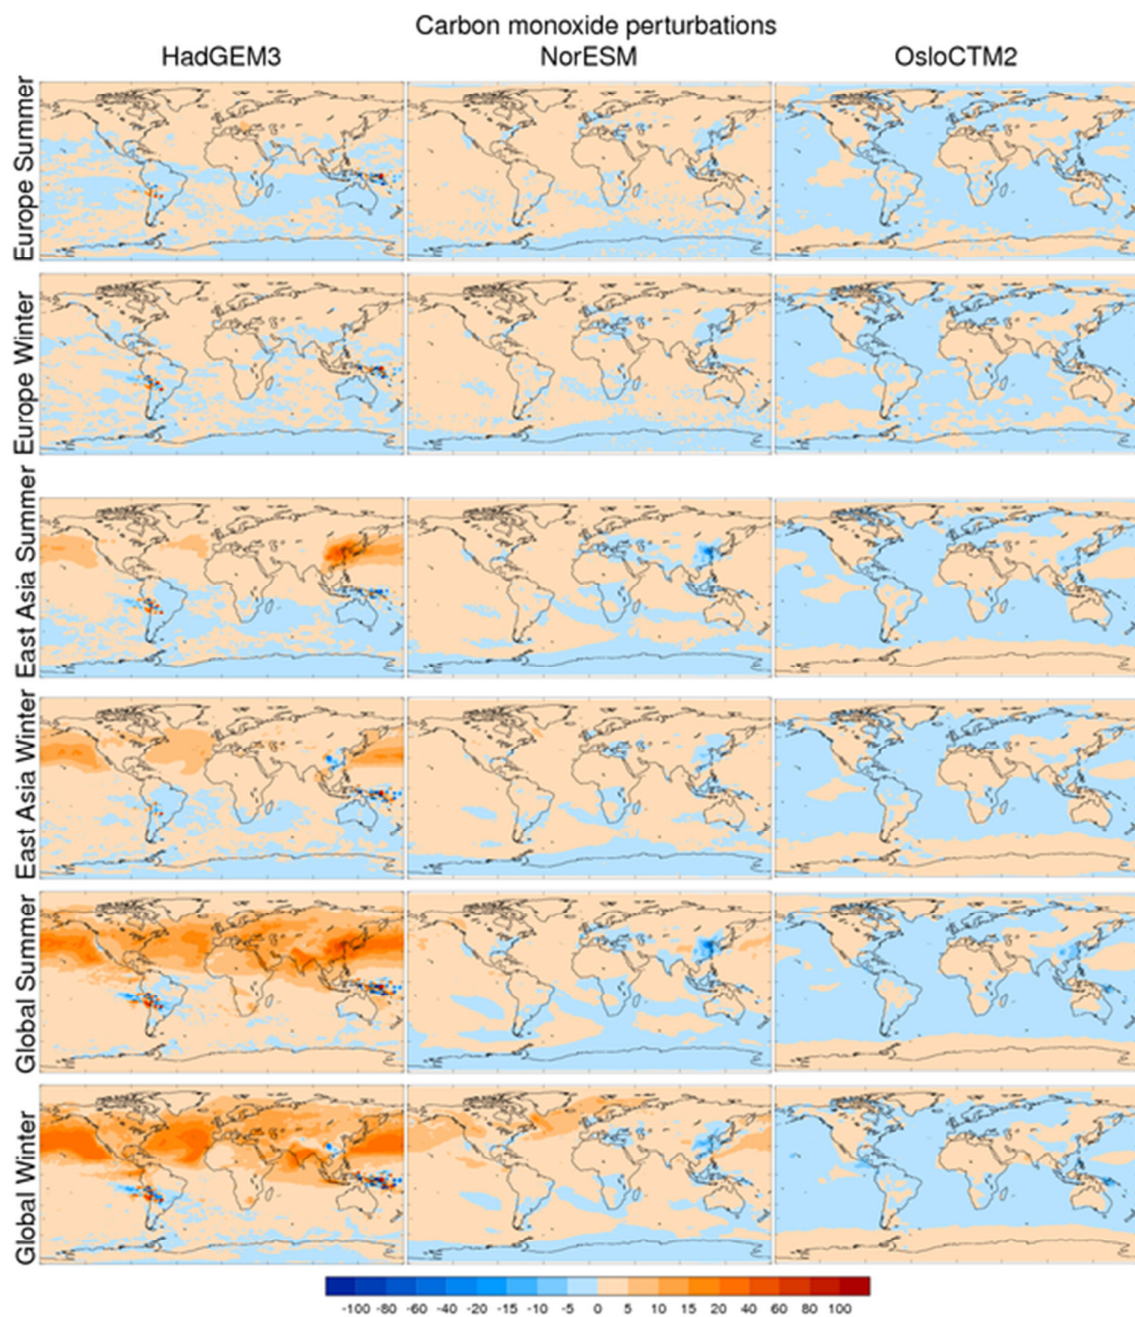 Carbon monoxide perturbations
HadGEM3 NorESM OsloCTM2
Europe Summer
Europe Winter
East Asia Summer
East Asia Winter
Global Summer
Global Winter
-100 -80 -60 -40 -20 -15 -10 -5 0 5 10 15 20 40 60 80 100